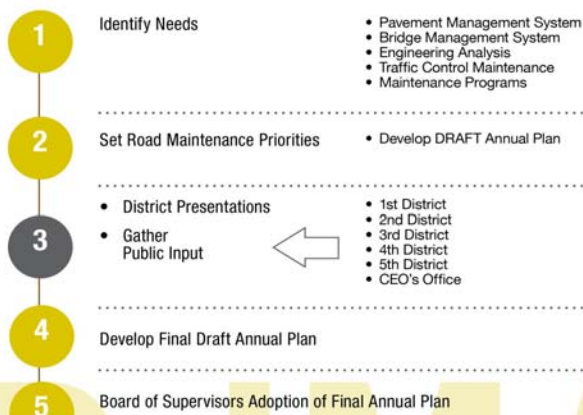 1
Identify Needs
• Pavement Management System
• Bridge Management System
• Engineering Analysis
• Traffic Control Maintenance
• Maintenance Programs
2
Set Road Maintenance Priorities
• Develop DRAFT Annual Plan
3
• District Presentations
• Gather
Public Input
• 1st District
• 2nd District
• 3rd District
• 4th District
• 5th District
• CEO's Office
4
Develop Final Draft Annual Plan
5
Board of Supervisors Adoption of Final Annual Plan